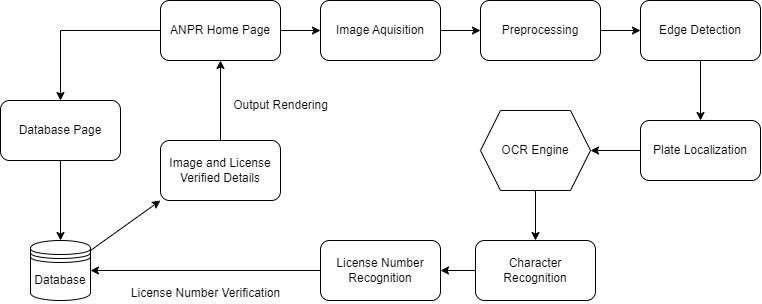 ANPR Home Page
Image Aquisition
Preprocessing
Edge Detection
Output Rendering
Database Page
Image and License
Verified Details
OCR Engine
Plate Localization
Database
License Number
Recognition
Character
Recognition
License Number Verification